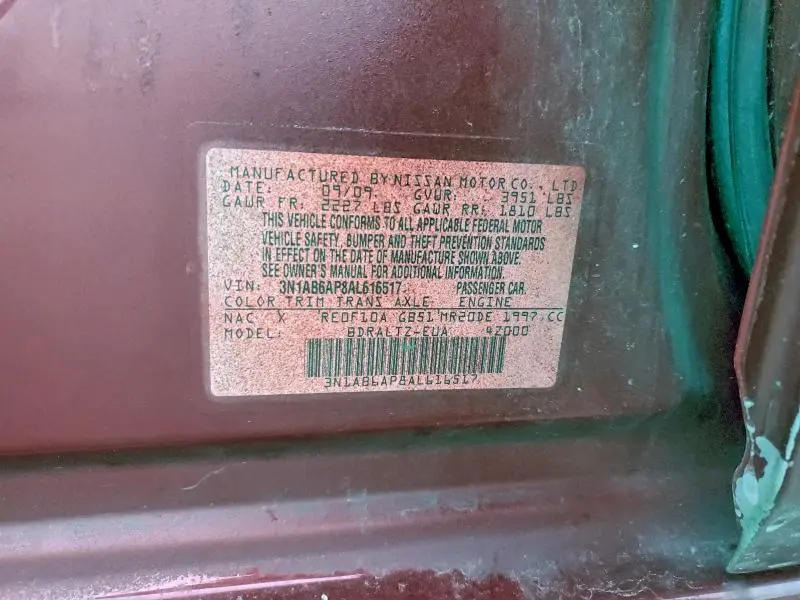 MANUFACTURED BY NISSAN MOTOR CO., LTD
DATE: 09/09 GVWR: 3951 LBS
GAWR FR: 2227 LBS GAWR RR: 1810 LBS
THIS VEHICLE CONFORMS TO ALL APPLICABLE FEDERAL MOTOR
VEHICLE SAFETY, BUMPER AND THEFT PREVENTION STANDARDS
IN EFFECT ON THE DATE OF MANUFACTURE SHOWN ABOVE.
SEE OWNER'S MANUAL FOR ADDITIONAL INFORMATION.
VIN: 3N1AB6AP8AL616517 PASSENGER CAR
COLOR TRIM TRANS AXLE ENGINE
NAC X RE0F10A GB51 MR20DE 1997 CC
MODEL: BDRALTZ-EUA 4Z000
3N1AB6AP8AL616517